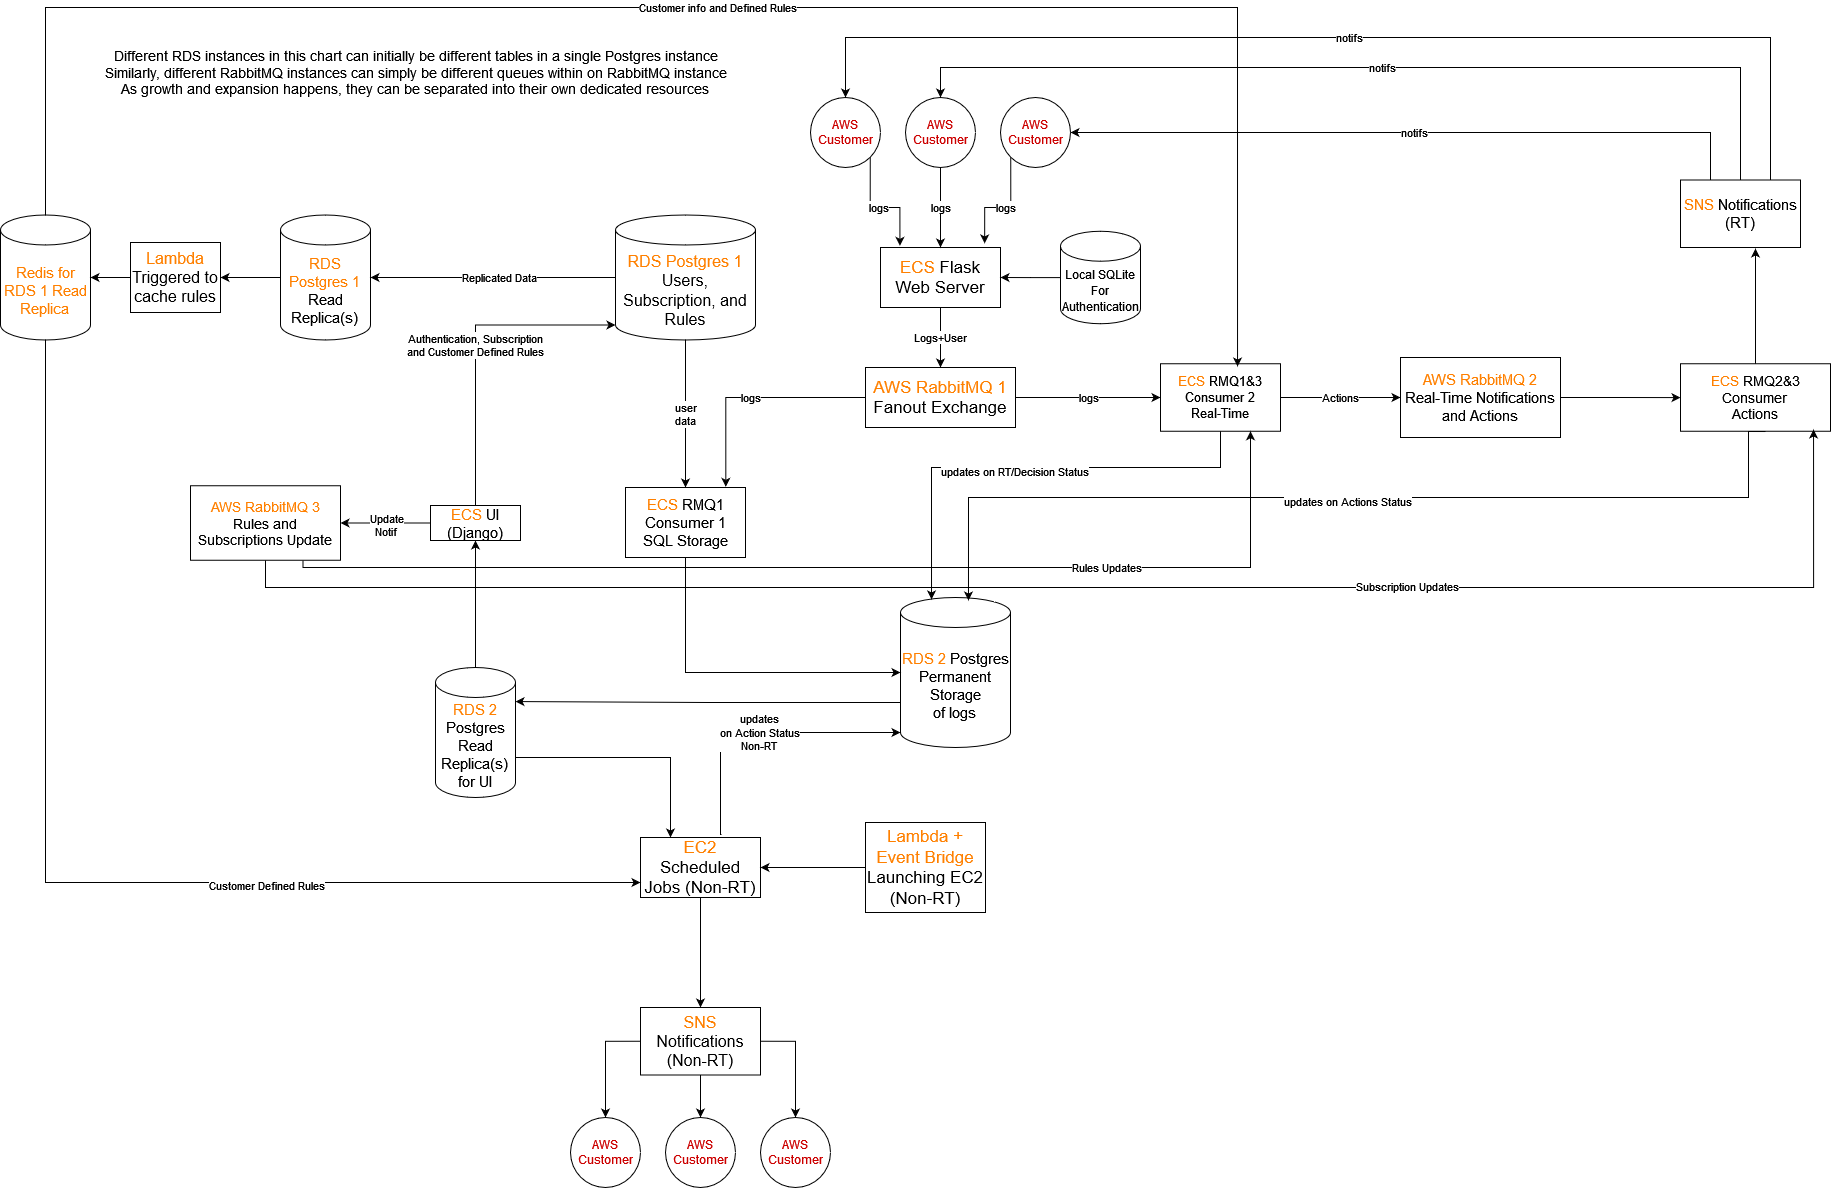 Customer info and Defined Rules
Different RDS instances in this chart can initially be different tables in a single Postgres instance
Similarly, different RabbitMQ instances can simply be different queues within on RabbitMQ instance
As growth and expansion happens, they can be separated into their own dedicated resources
notifs
notifs
notifs
AWS
Customer
AWS
Customer
AWS
Customer
logs
logs
logs
SNS Notifications
(RT)
Redis for
RDS 1 Read
Replica
Lambda
Triggered to
cache rules
RDS
Postgres 1
Read
Replica(s)
Replicated Data
RDS Postgres 1
Users,
Subscription, and
Rules
ECS Flask
Web Server
Local SQLite
For
Authentication
Authentication, Subscription
and Customer Defined Rules
Logs+User
user
data
logs
AWS RabbitMQ 1
Fanout Exchange
logs
ECS RMQ1&3
Consumer 2
Real-Time
Actions
AWS RabbitMQ 2
Real-Time Notifications
and Actions
ECS RMQ2&3
Consumer
Actions
updates on RT/Decision Status
updates on Actions Status
AWS RabbitMQ 3
Rules and
Subscriptions Update
Update
Notif
ECS UI
(Django)
ECS RMQ1
Consumer 1
SQL Storage
Rules Updates
Subscription Updates
RDS 2 Postgres
Permanent
Storage
of logs
RDS 2
Postgres
Read
Replica(s)
for UI
updates
on Action Status
Non-RT
EC2
Scheduled
Jobs (Non-RT)
Lambda +
Event Bridge
Launching EC2
(Non-RT)
Customer Defined Rules
SNS
Notifications
(Non-RT)
AWS
Customer
AWS
Customer
AWS
Customer